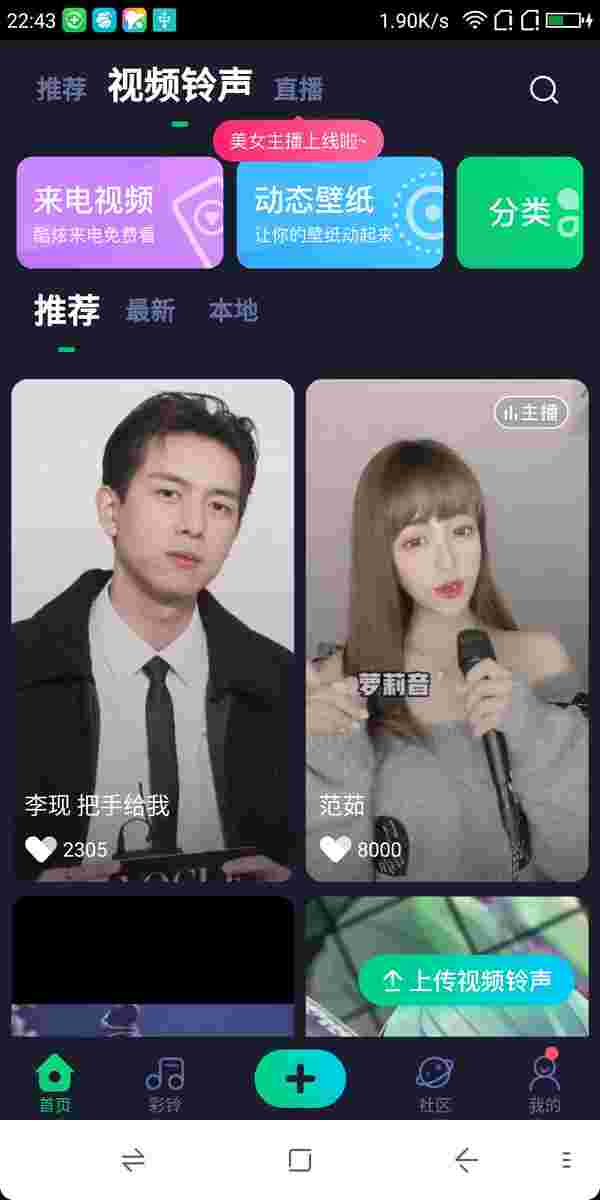 22:43
1.90K/s
推荐 视频铃声 直播
美女主播上线啦~
来电视频
酷炫来电免费看
动态壁纸
让你的壁纸动起来
分类
推荐 最新 本地
主播
萝莉音
李现 把手给我
2305
范茹
8000
上传视频铃声
首页 彩铃 社区 我的